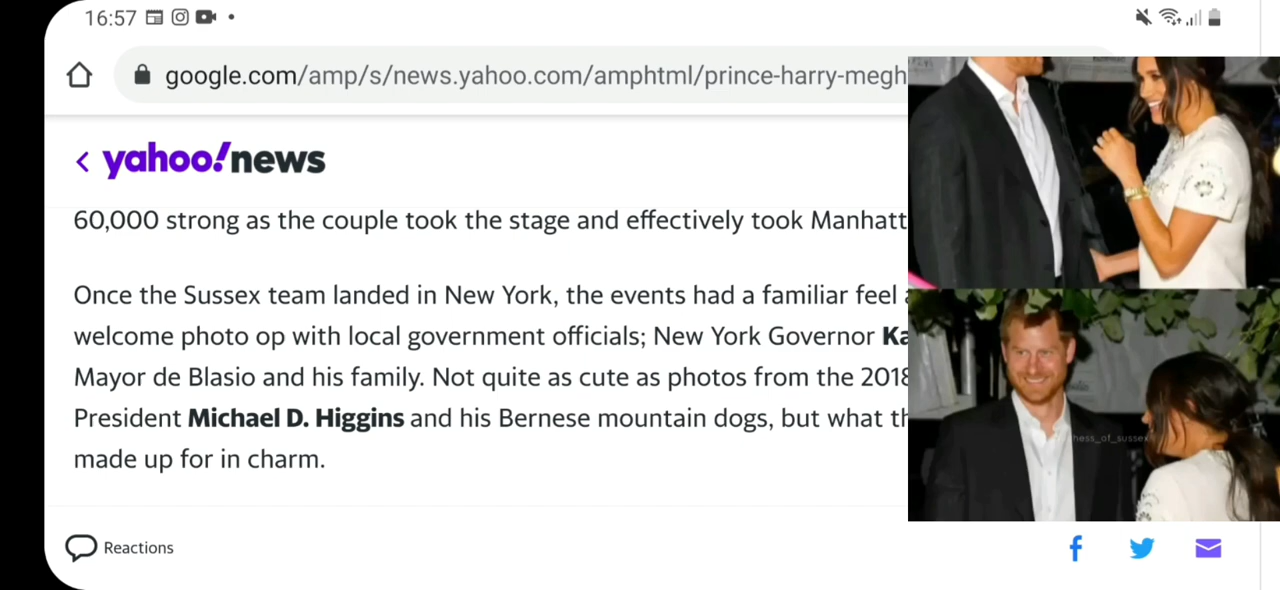 16:57
google.com/amp/s/news.yahoo.com/amphtml/prince-harry-megh
yahoo!news
60,000 strong as the couple took the stage and effectively took Manhatt
Once the Sussex team landed in New York, the events had a familiar feel
welcome photo op with local government officials; New York Governor Ka
Mayor de Blasio and his family. Not quite as cute as photos from the 2018
President Michael D. Higgins and his Bernese mountain dogs, but what th
made up for in charm.
hess_of_sussex
Reactions